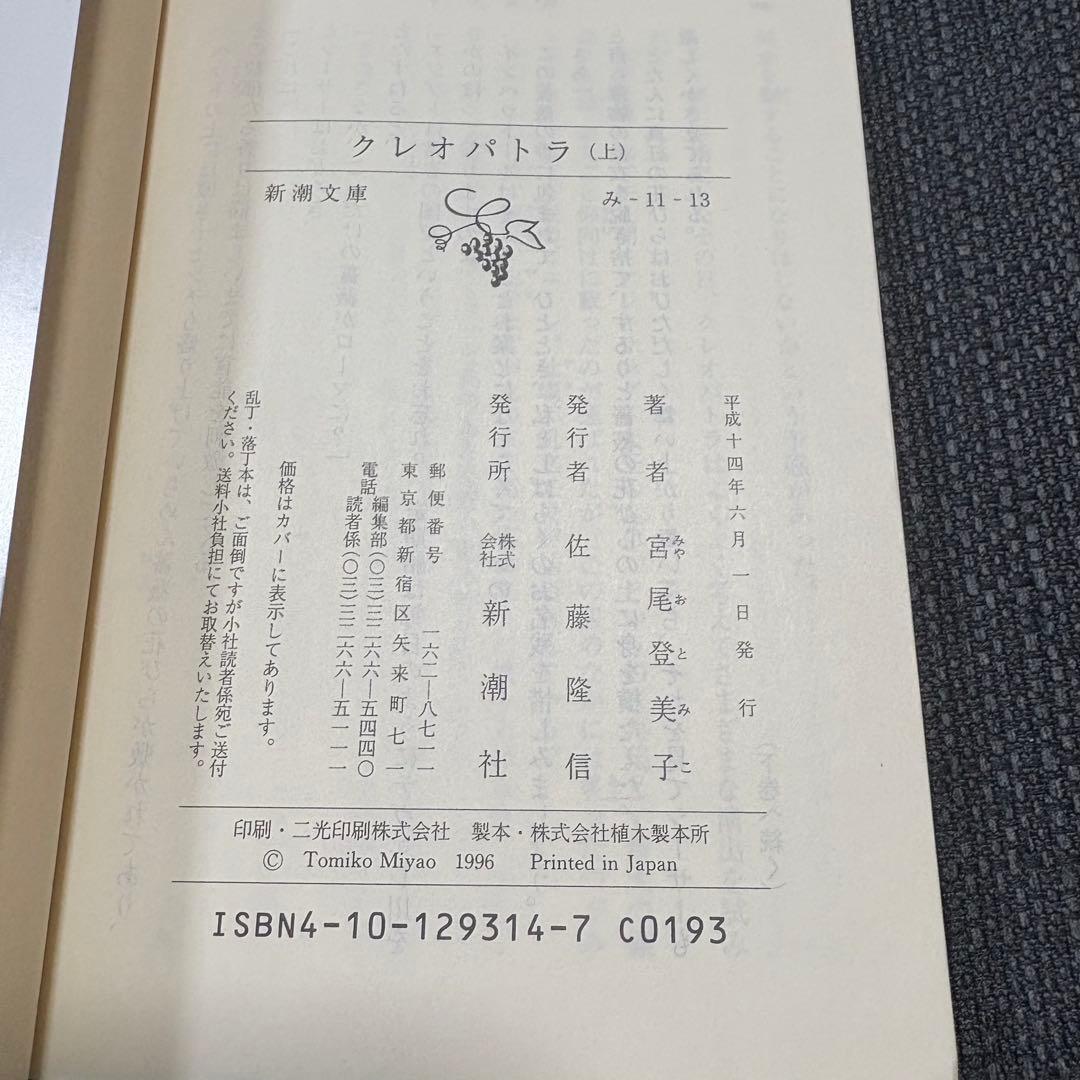 クレオパトラ（上）
新潮文庫 み-11-13
平成十四年六月一日発行
著者 宮尾登美子
みやおとみこ
発行者 佐藤隆信
発行所 株式会社 新潮社
郵便番号 一六二―八七一一
東京都新宿区矢来町七一
電話 編集部(〇三)三二六六―五四四〇
読者係(〇三)三二六六―五一一一
価格はカバーに表示してあります。
乱丁・落丁本は、ご面倒ですが小社読者係宛ご送付
ください。送料小社負担にてお取替えいたします。
印刷・二光印刷株式会社 製本・株式会社植木製本所
© Tomiko Miyao 1996 Printed in Japan
ISBN4-10-129314-7 C0193